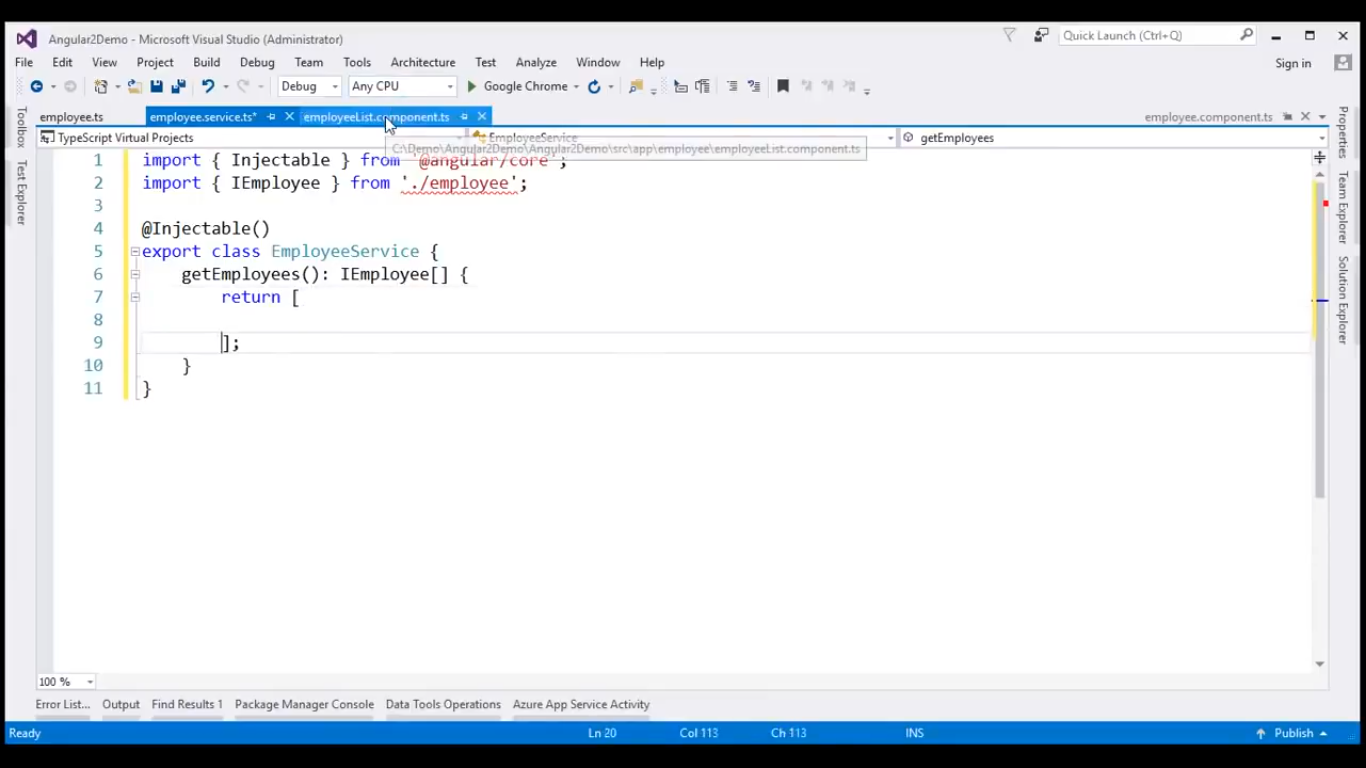 Angular2Demo - Microsoft Visual Studio (Administrator)
Quick Launch (Ctrl+Q)
File Edit View Project Build Debug Team Tools Architecture Test Analyze Window Help
Sign in
Debug Any CPU Google Chrome
employee.ts employee.service.ts* employeeList.component.ts employee.component.ts
TypeScript Virtual Projects EmployeeService getEmployees
C:\Demo\Angular2Demo\Angular2Demo\src\app\employee\employeeList.component.ts
1 import { Injectable } from '@angular/core';
2 import { IEmployee } from './employee';
3
4 @Injectable()
5 export class EmployeeService {
6 getEmployees(): IEmployee[] {
7 return [
8
9 ];
10 }
11 }
Toolbox
Test Explorer
Properties
Team Explorer
Solution Explorer
100 %
Error List... Output Find Results 1 Package Manager Console Data Tools Operations Azure App Service Activity
Ready Ln 20 Col 113 Ch 113 INS Publish